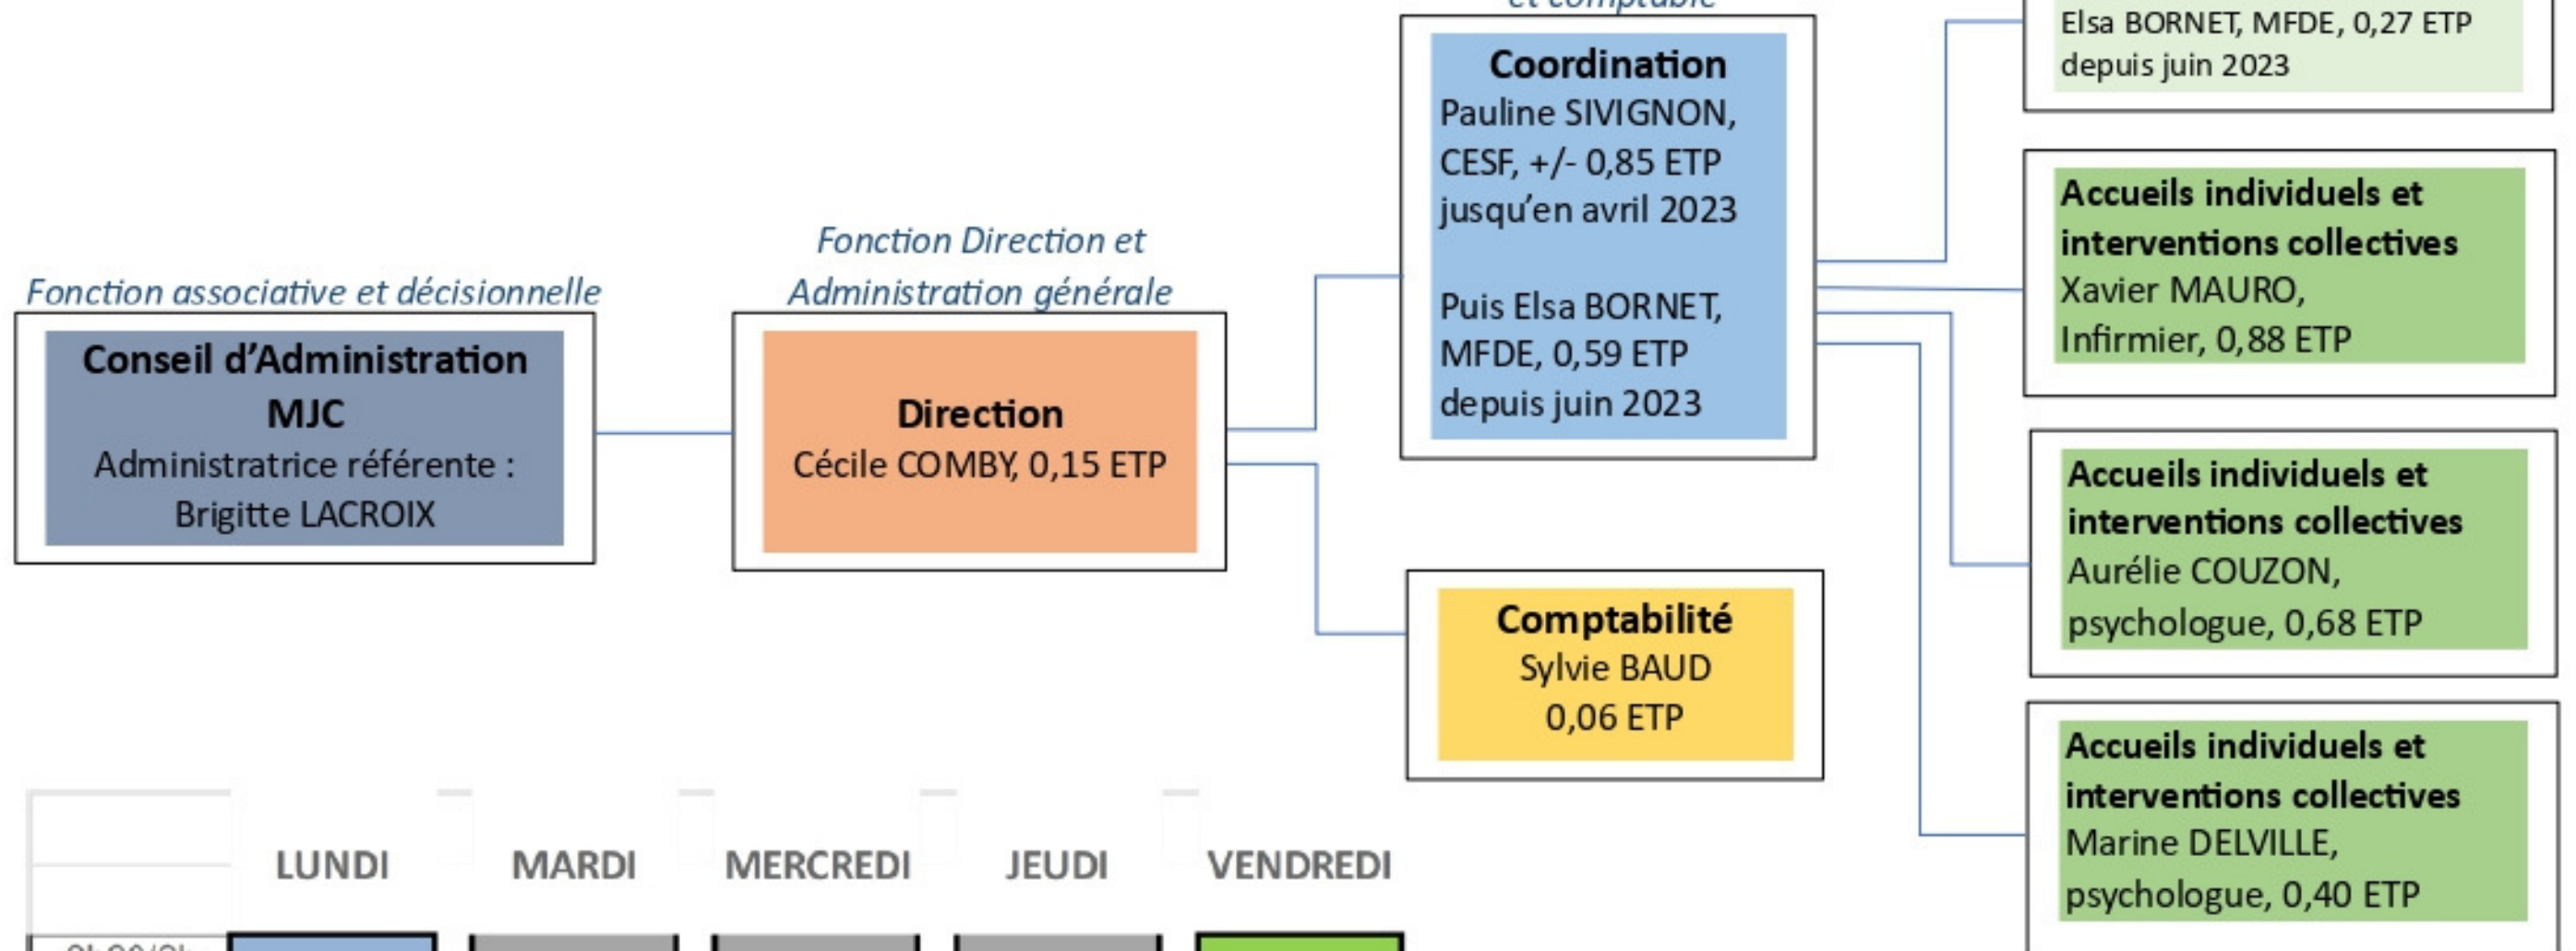 et comptable
Coordination
Pauline SIVIGNON,
CESF, +/- 0,85 ETP
jusqu’en avril 2023
Puis Elsa BORNET,
MFDE, 0,59 ETP
depuis juin 2023
Elsa BORNET, MFDE, 0,27 ETP
depuis juin 2023
Accueils individuels et
interventions collectives
Xavier MAURO,
Infirmier, 0,88 ETP
Fonction associative et décisionnelle
Conseil d’Administration
MJC
Administratrice référente :
Brigitte LACROIX
Fonction Direction et
Administration générale
Direction
Cécile COMBY, 0,15 ETP
Accueils individuels et
interventions collectives
Aurélie COUZON,
psychologue, 0,68 ETP
Comptabilité
Sylvie BAUD
0,06 ETP
Accueils individuels et
interventions collectives
Marine DELVILLE,
psychologue, 0,40 ETP
LUNDI MARDI MERCREDI JEUDI VENDREDI